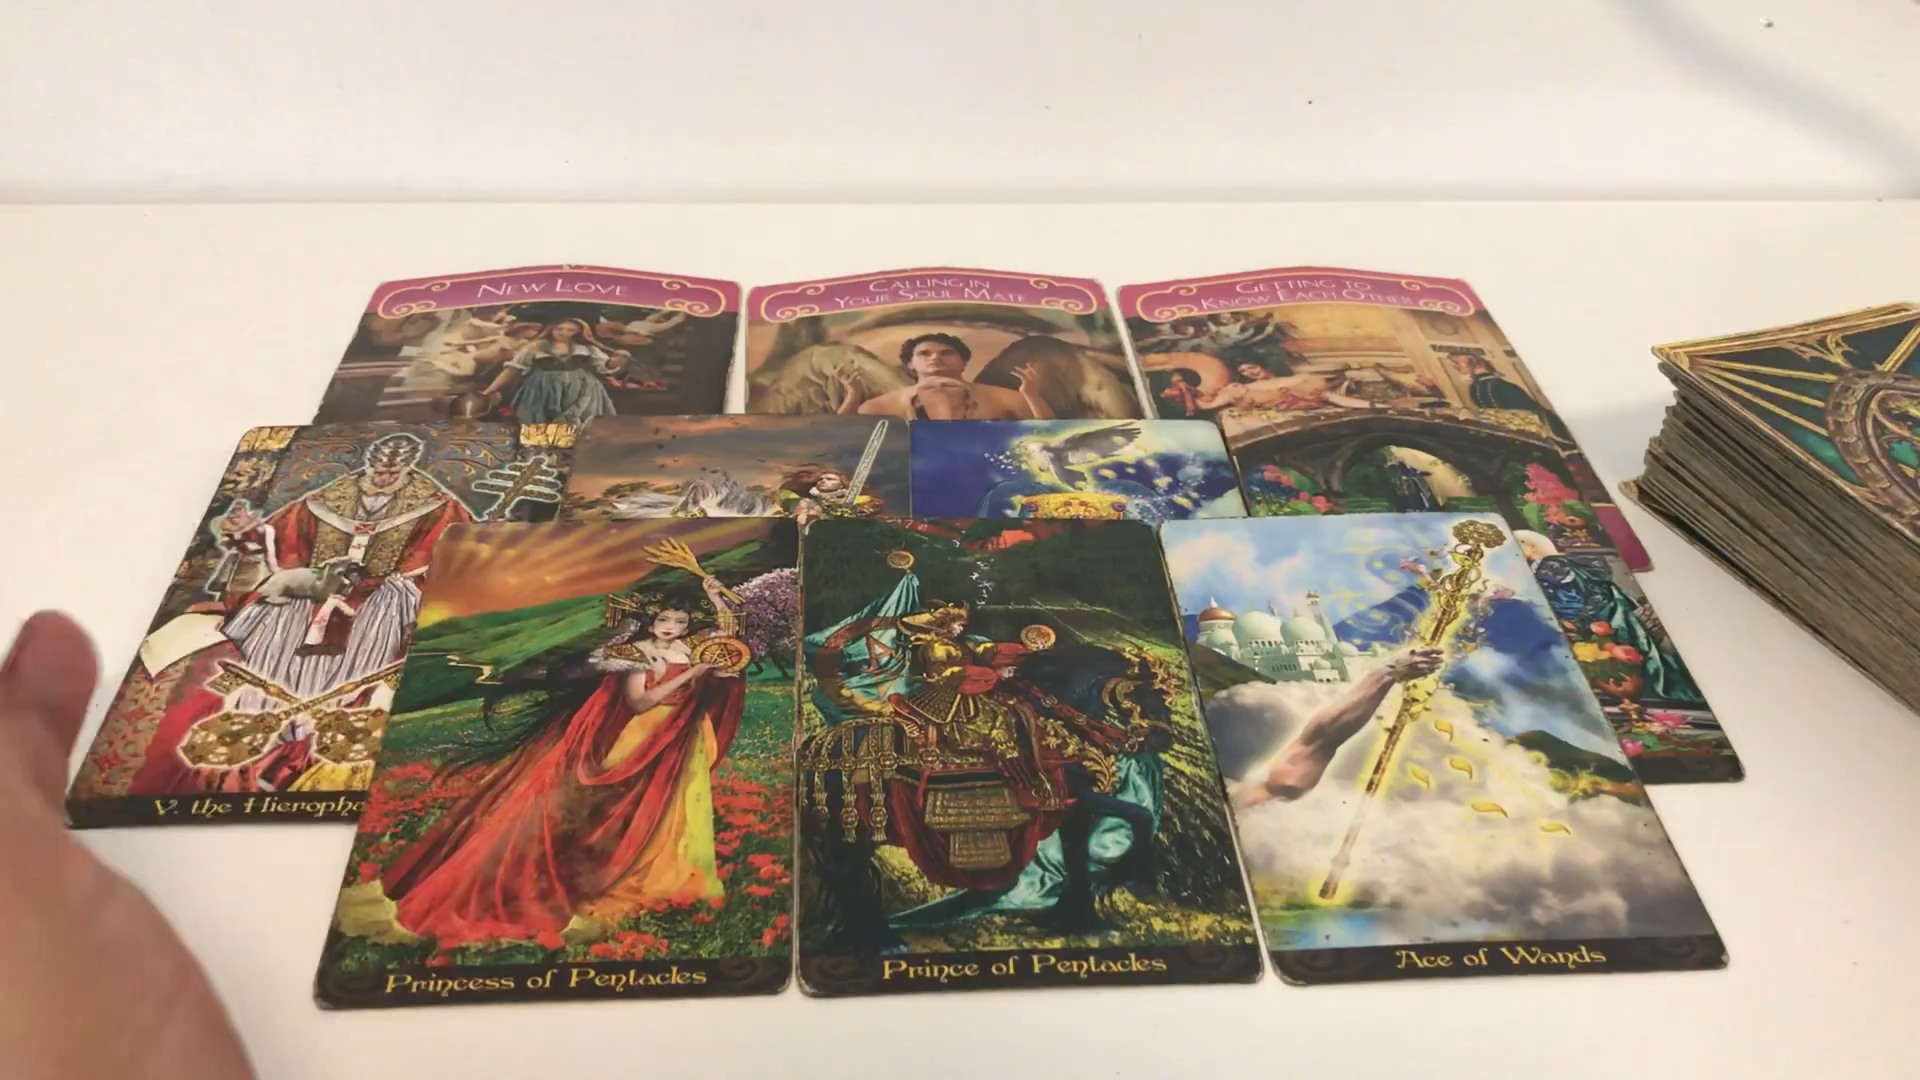 NEW LOVE
CALLING IN
YOUR SOUL MATE
GETTING TO
KNOW EACH OTHER
V. the Hieropha
Princess of Pentacles
Prince of Pentacles
Ace of Wands